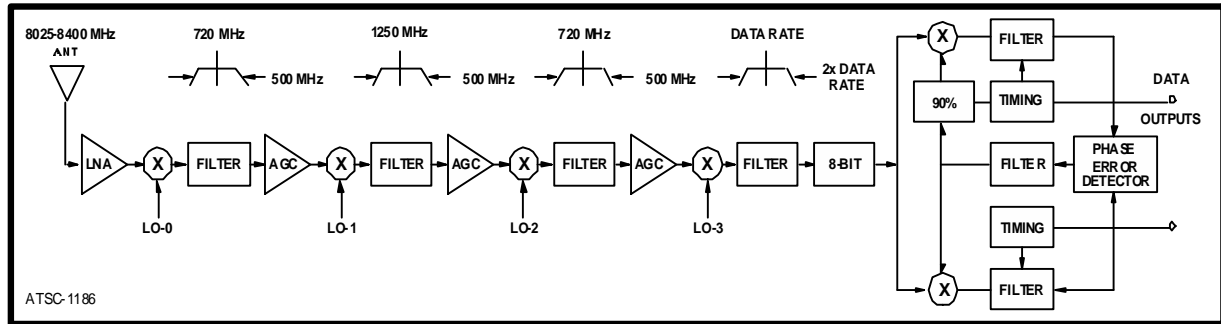 8025-8400 MHz
ANT
720 MHz
500 MHz
1250 MHz
500 MHz
720 MHz
500 MHz
DATA RATE
2x DATA
RATE
LNA
X
FILTER
AGC
X
FILTER
AGC
X
FILTER
AGC
X
FILTER
8-BIT
LO-0
LO-1
LO-2
LO-3
X
FILTER
90%
TIMING
DATA
OUTPUTS
FILTER
PHASE
ERROR
DETECTOR
TIMING
X
FILTER
ATSC-1186